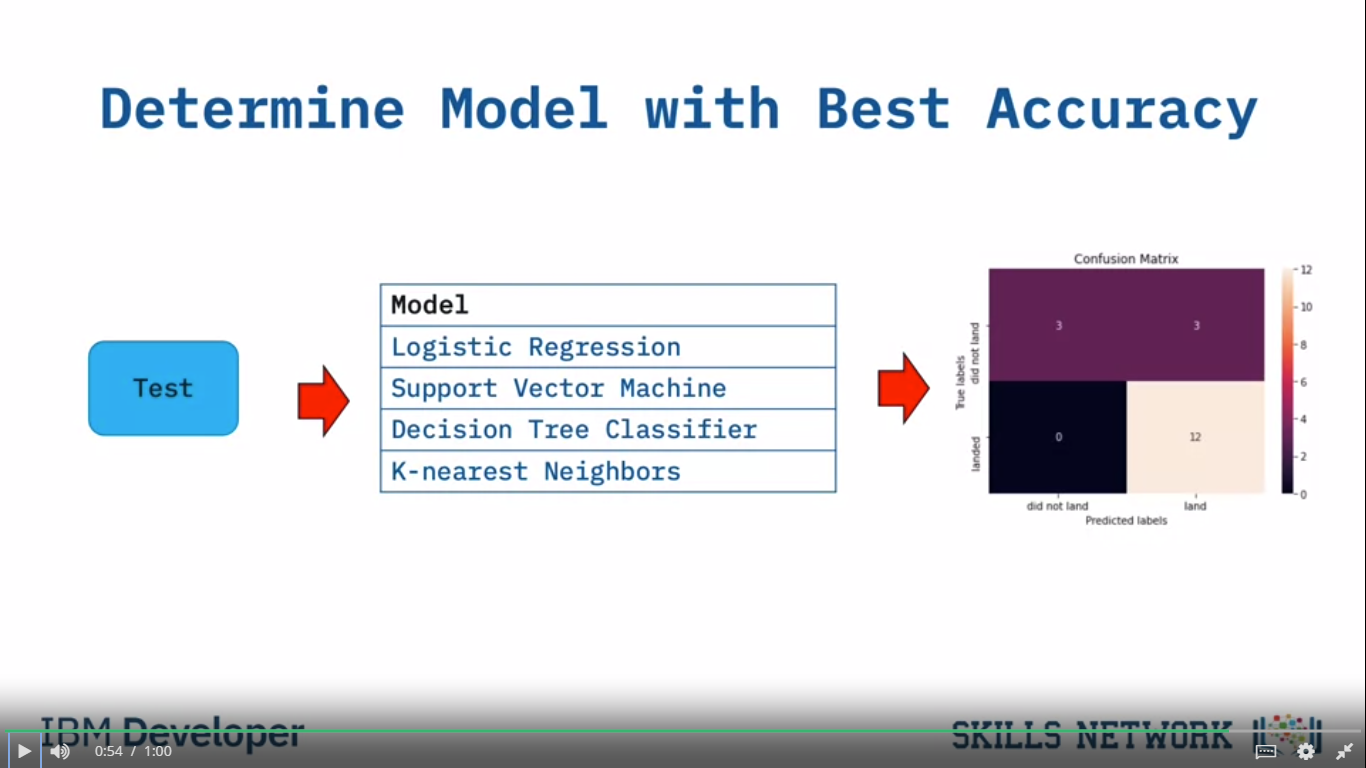 Determine Model with Best Accuracy
Test
Model
Logistic Regression
Support Vector Machine
Decision Tree Classifier
K-nearest Neighbors
Confusion Matrix
True labels
did not land
landed
3
3
0
12
did not land
land
Predicted labels
12
10
8
6
4
2
0
IBM Developer
SKILLS NETWORK
0:54 / 1:00